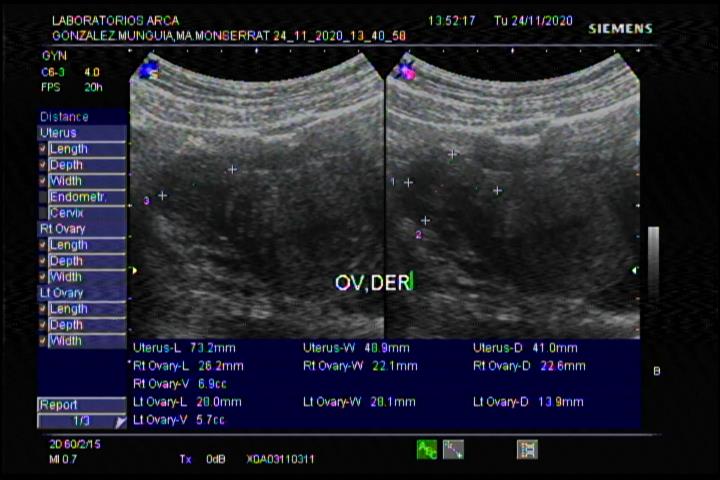 LABORATORIOS ARCA 13:52:17 Tu 24/11/2020
SIEMENS
GONZALEZ MUNGUIA,MA.MONSERRAT 24_11_2020_13_40_58
GYN
C6-3 4.0
FPS 20h
Distance
Uterus
Length
Depth
Width
Endometr.
Cervix
Rt Ovary
Length
Depth
Width
Lt Ovary
Length
Depth
Width
3
1
2
OV,DER
Uterus-L 73.2mm Uterus-W 48.9mm Uterus-D 41.0mm
Rt Ovary-L 26.2mm Rt Ovary-W 22.1mm Rt Ovary-D 22.6mm
Rt Ovary-V 6.9cc
Lt Ovary-L 28.0mm Lt Ovary-W 28.1mm Lt Ovary-D 13.9mm
Lt Ovary-V 5.7cc
B
Report
1/3
2D 60/2/15
MI 0.7 Tx 0dB XDA03110311
ABC